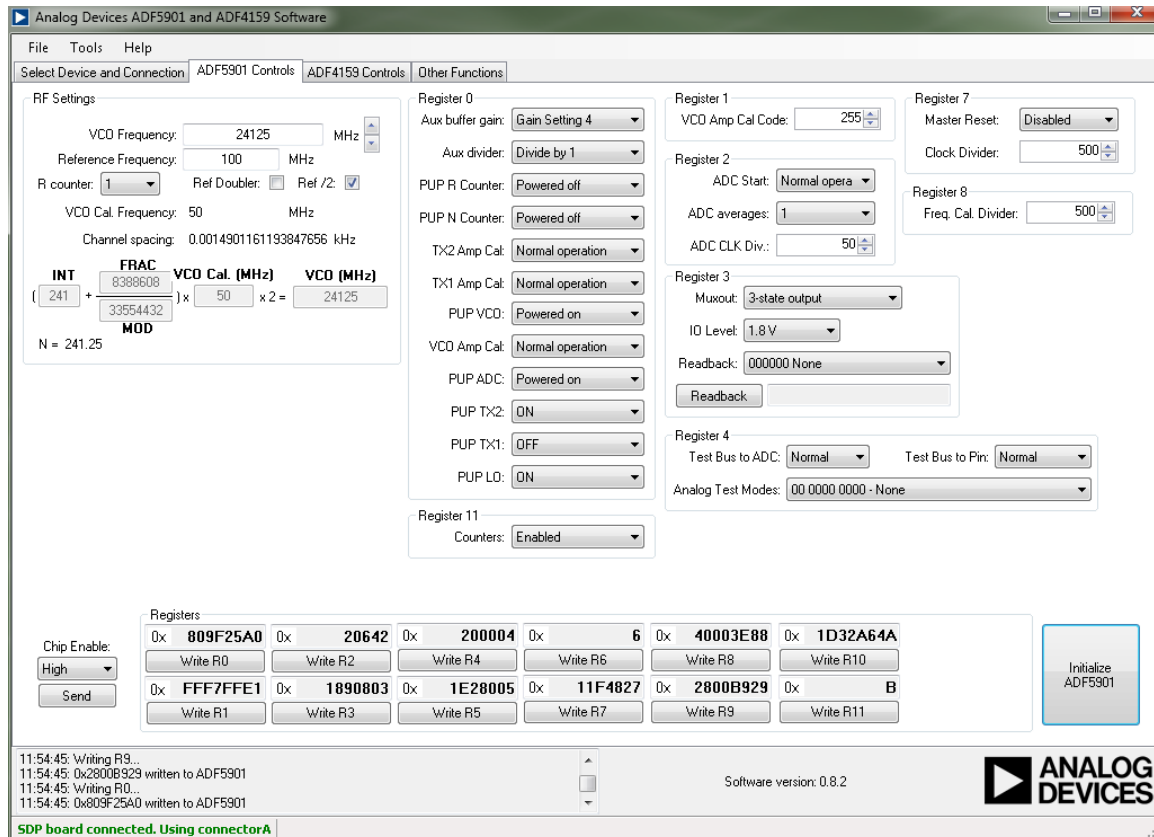 Analog Devices ADF5901 and ADF4159 Software
File Tools Help
Select Device and Connection ADF5901 Controls ADF4159 Controls Other Functions
RF Settings
VCO Frequency: 24125 MHz
Reference Frequency: 100 MHz
R counter: 1 Ref Doubler: Ref /2:
VCO Cal. Frequency: 50 MHz
Channel spacing: 0.0014901161193847656 kHz
INT FRAC VCO Cal. (MHz) VCO (MHz)
( 241 + 8388608 ) x 50 x 2 = 24125
33554432
MOD
N = 241.25
Register 0
Aux buffer gain: Gain Setting 4
Aux divider: Divide by 1
PUP R Counter: Powered off
PUP N Counter: Powered off
TX2 Amp Cal: Normal operation
TX1 Amp Cal: Normal operation
PUP VCO: Powered on
VCO Amp Cal: Normal operation
PUP ADC: Powered on
PUP TX2: ON
PUP TX1: OFF
PUP LO: ON
Register 11
Counters: Enabled
Register 1
VCO Amp Cal Code: 255
Register 2
ADC Start: Normal opera
ADC averages: 1
ADC CLK Div.: 50
Register 3
Muxout: 3-state output
IO Level: 1.8 V
Readback: 000000 None
Readback
Register 4
Test Bus to ADC: Normal Test Bus to Pin: Normal
Analog Test Modes: 00 0000 0000 - None
Register 7
Master Reset: Disabled
Clock Divider: 500
Register 8
Freq. Cal. Divider: 500
Chip Enable:
High
Send
Registers
0x 809F25A0 0x 20642 0x 200004 0x 6 0x 40003E88 0x 1D32A64A
Write R0 Write R2 Write R4 Write R6 Write R8 Write R10
0x FFF7FFE1 0x 1890803 0x 1E28005 0x 11F4827 0x 2800B929 0x B
Write R1 Write R3 Write R5 Write R7 Write R9 Write R11
Initialize
ADF5901
11:54:45: Writing R9...
11:54:45: 0x2800B929 written to ADF5901
11:54:45: Writing R0...
11:54:45: 0x809F25A0 written to ADF5901
Software version: 0.8.2
ANALOG
DEVICES
SDP board connected. Using connectorA